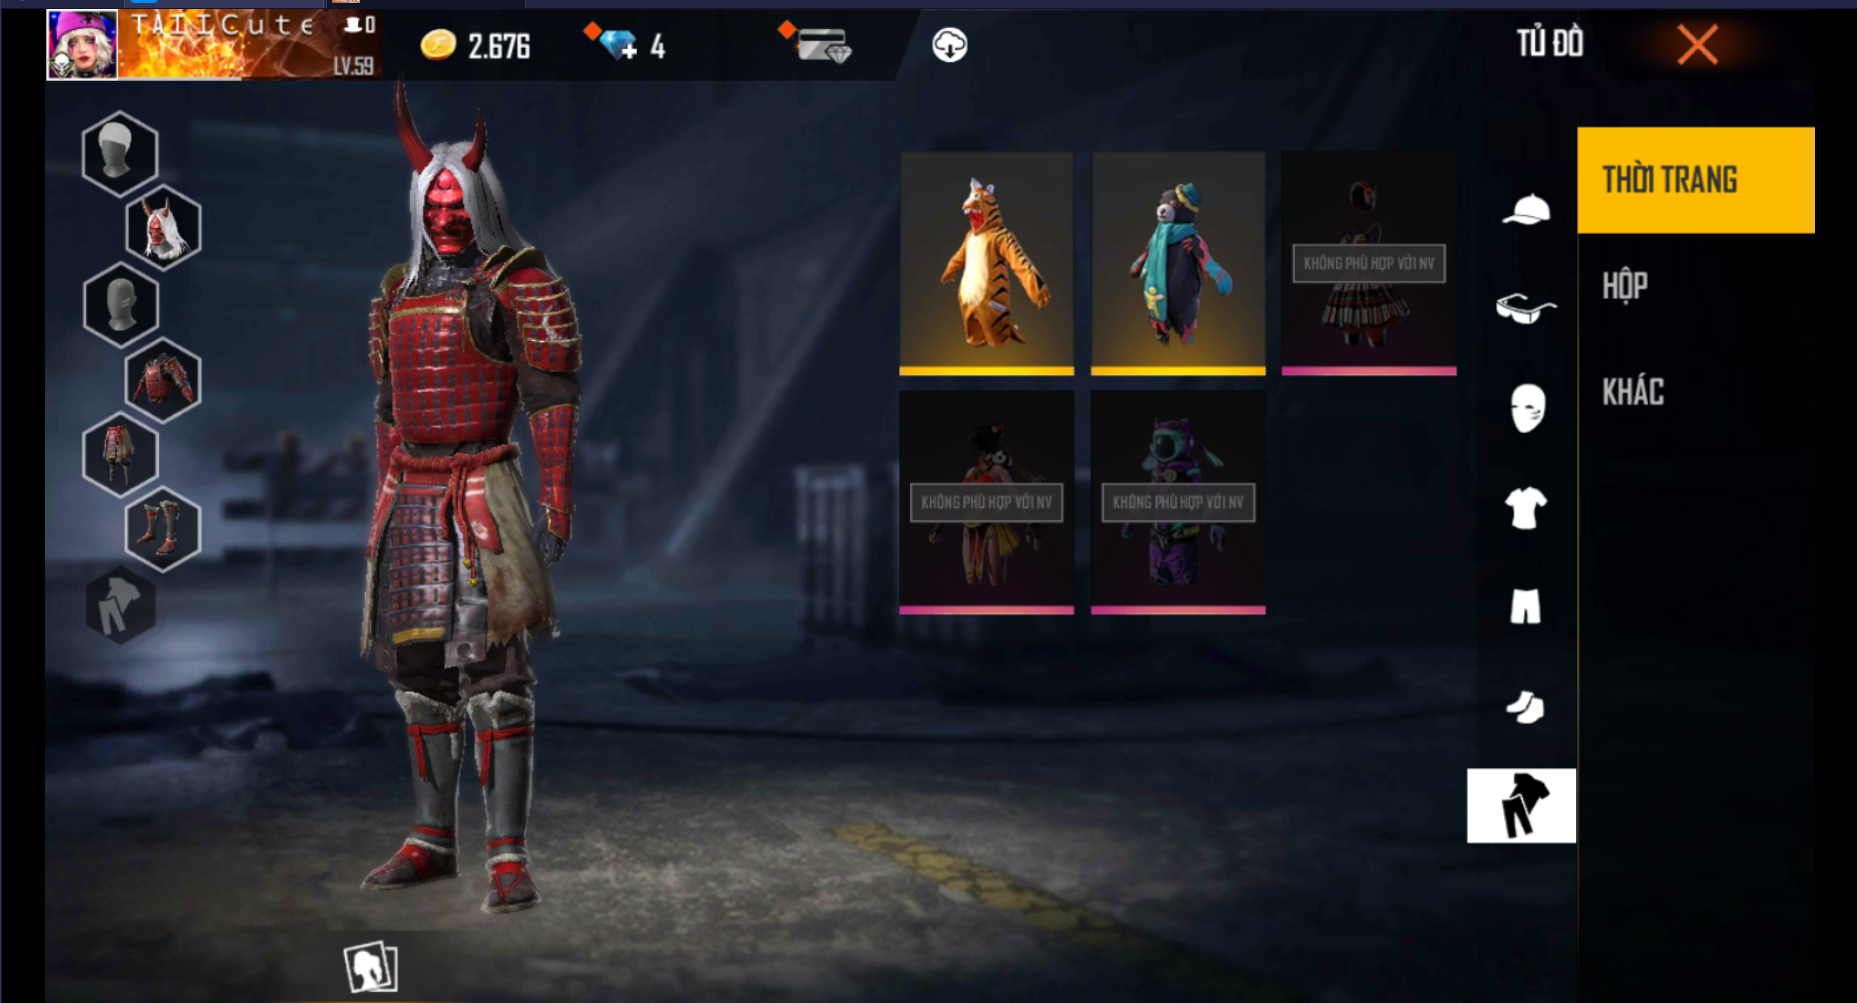 TAILCute
0
LV.59
2.676
4
TỦ ĐỒ
THỜI TRANG
HỘP
KHÁC
KHÔNG PHÙ HỢP VỚI NV
KHÔNG PHÙ HỢP VỚI NV
KHÔNG PHÙ HỢP VỚI NV